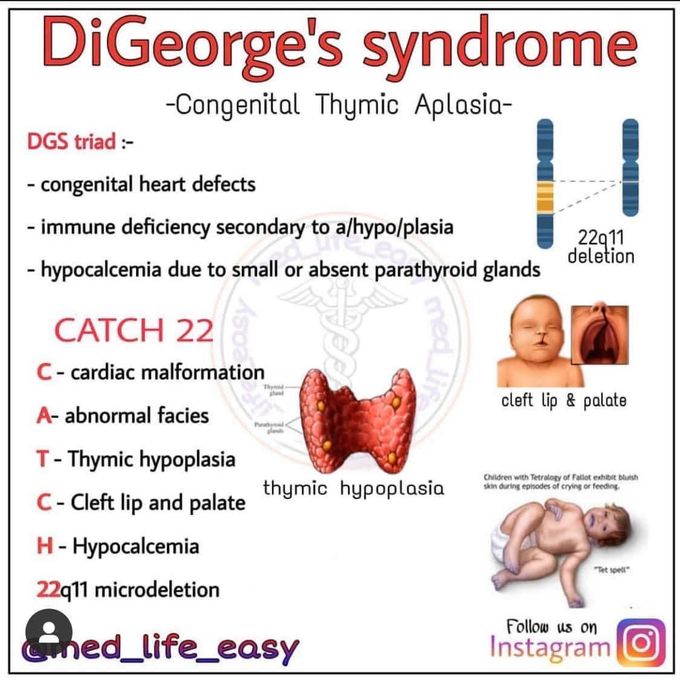 DiGeorge's syndrome
-Congenital Thymic Aplasia-
DGS triad :-
- congenital heart defects
- immune deficiency secondary to a/hypo/plasia
- hypocalcemia due to small or absent parathyroid glands
22q11
deletion
CATCH 22
C - cardiac malformation
A- abnormal facies
T - Thymic hypoplasia
C - Cleft lip and palate
H - Hypocalcemia
22q11 microdeletion
Thyroid
gland
Parathyroid
glands
thymic hypoplasia
cleft lip & palate
Children with Tetralogy of Fallot exhibit bluish
skin during episodes of crying or feeding.
"Tet spell"
@med_life_easy
Follow us on
Instagram
med_life_easy
med_life